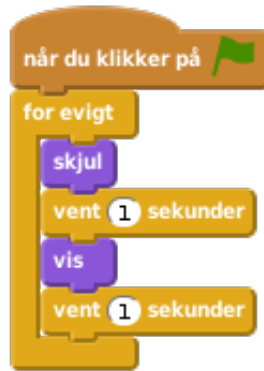 når du klikker på
for evigt
skjul
vent 1 sekunder
vis
vent 1 sekunder